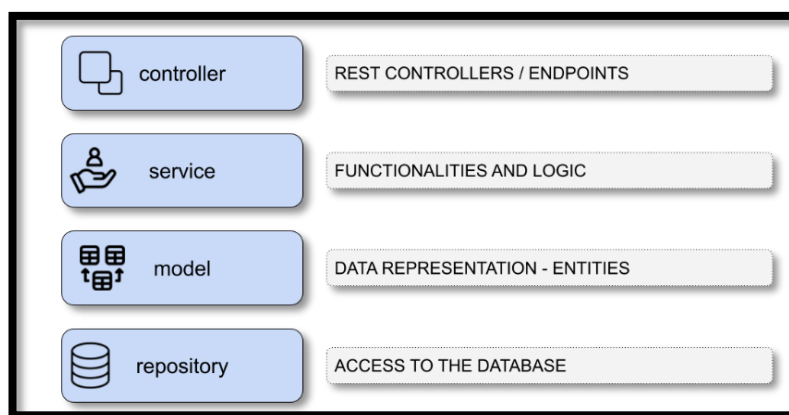 controller
REST CONTROLLERS / ENDPOINTS
service
FUNCTIONALITIES AND LOGIC
model
DATA REPRESENTATION - ENTITIES
repository
ACCESS TO THE DATABASE